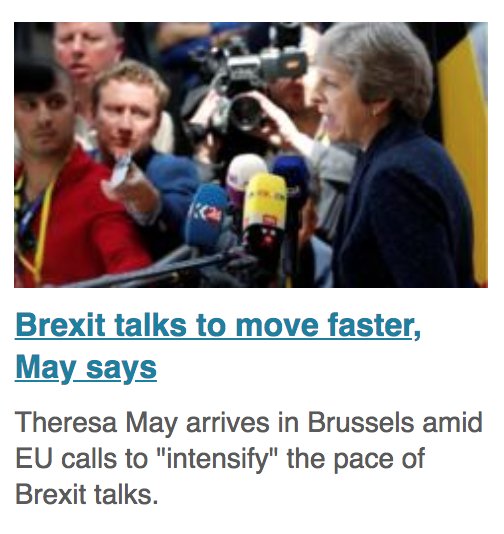 Brexit talks to move faster,
May says
Theresa May arrives in Brussels amid
EU calls to "intensify" the pace of
Brexit talks.